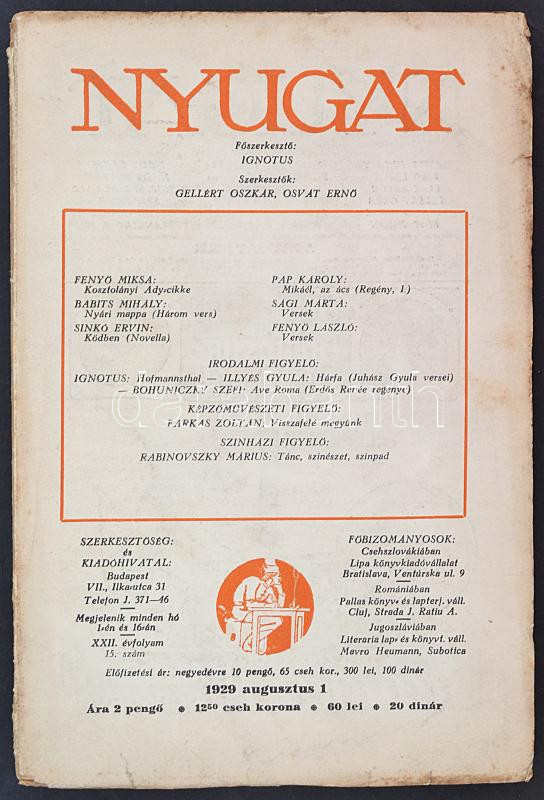 NYUGAT
Főszerkesztő:
IGNOTUS
Szerkesztők:
GELLÉRT OSZKÁR, OSVÁT ERNŐ
FENYŐ MIKSA:
Kosztolányi Ady-cikke
BABITS MIHÁLY:
Nyári mappa (Három vers)
SINKÓ ERVIN:
Ködben (Novella)
PAP KÁROLY:
Mikáél, az ács (Regény, I.)
SÁGI MÁRTA:
Versek
FENYŐ LÁSZLÓ:
Versek
IRODALMI FIGYELŐ:
IGNOTUS: Hofmannsthal — ILLYÉS GYULA: Hárfa (Juhász Gyula versei)
BOHUNICZKY SZEFI: Ave Roma (Erdős Renée regénye)
KÉPZŐMŰVÉSZETI FIGYELŐ:
FARKAS ZOLTÁN: Visszafelé megyünk
SZINHÁZI FIGYELŐ:
RABINOVSZKY MÁRIUS: Tánc, szinészet, szinpad
SZERKESZTŐSÉG:
és
KIADÓHIVATAL:
Budapest
VII., Ilka-utca 31
Telefon J. 371—46
Megjelenik minden hó
1-én és 16-án
XXII. évfolyam
15. szám
FŐBIZOMÁNYOSOK:
Csehszlovákiában
Lipa könyvkiadóvállalat
Bratislava, Ventúrska ul. 9
Romániában
Pallas könyv- és lapterj. váll.
Cluj, Strada J. Ratiu A.
Jugoszláviában
Literaria lap- és könyvt. váll.
Mavro Heumann, Subotica
Előfizetési ár: negyedévre 10 pengő, 65 cseh kor., 300 lei, 100 dinár
1929 augusztus 1
Ára 2 pengő ● 12⁵⁰ cseh korona ● 60 lei ● 20 dinár